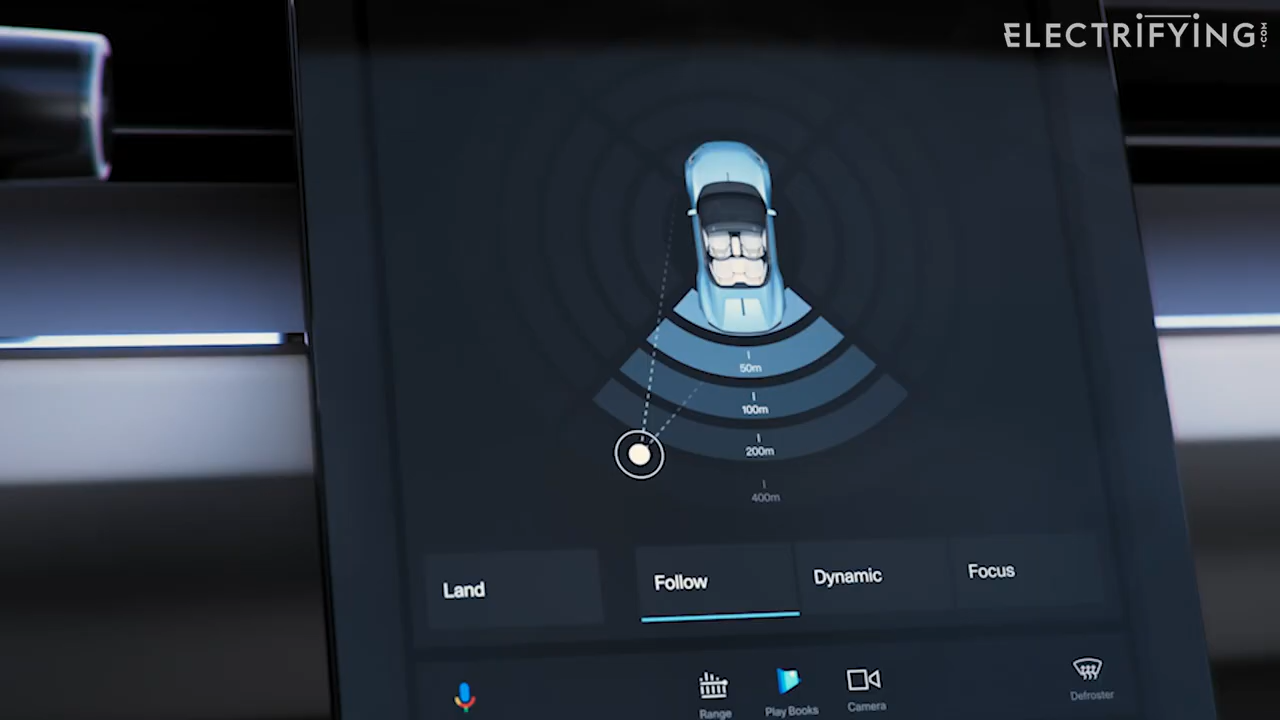 ELECTRIFYING.COM
50m
100m
200m
400m
Land
Follow
Dynamic
Focus
Range
Play Books
Camera
Defroster